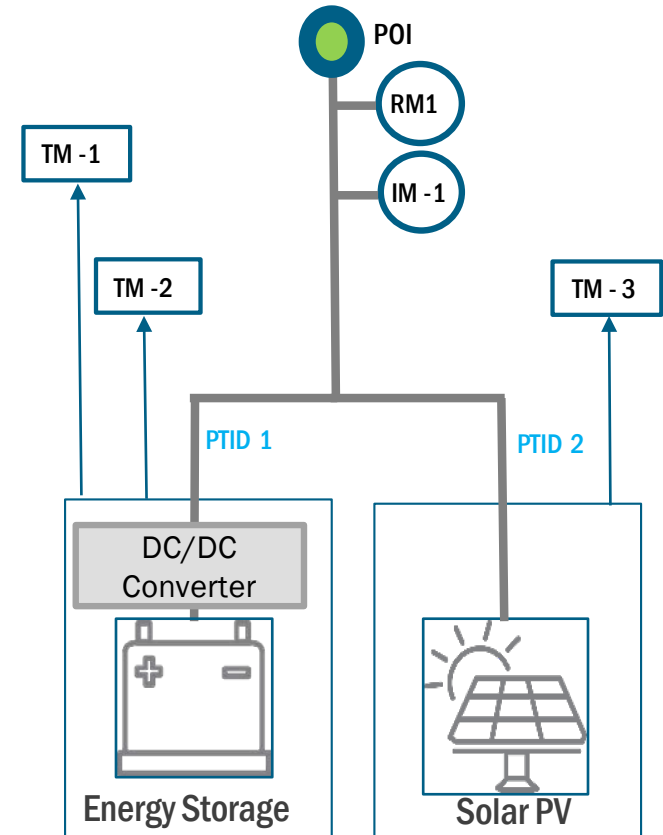 POI
RM1
TM -1
IM -1
TM -2
TM - 3
PTID 1
PTID 2
DC/DC
Converter
Energy Storage
Solar PV